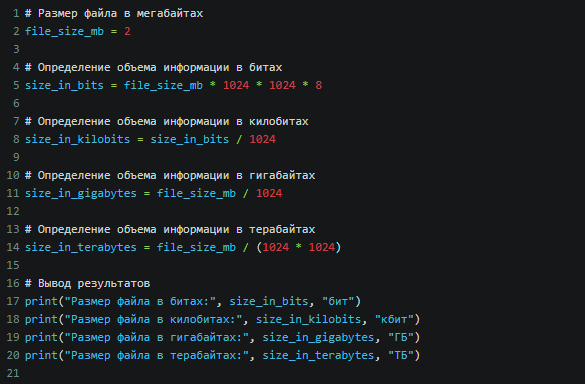 1 # Размер файла в мегабайтах
2 file_size_mb = 2
3
4 # Определение объема информации в битах
5 size_in_bits = file_size_mb * 1024 * 1024 * 8
6
7 # Определение объема информации в килобитах
8 size_in_kilobits = size_in_bits / 1024
9
10 # Определение объема информации в гигабайтах
11 size_in_gigabytes = file_size_mb / 1024
12
13 # Определение объема информации в терабайтах
14 size_in_terabytes = file_size_mb / (1024 * 1024)
15
16 # Вывод результатов
17 print("Размер файла в битах:", size_in_bits, "бит")
18 print("Размер файла в килобитах:", size_in_kilobits, "кбит")
19 print("Размер файла в гигабайтах:", size_in_gigabytes, "ГБ")
20 print("Размер файла в терабайтах:", size_in_terabytes, "ТБ")
21